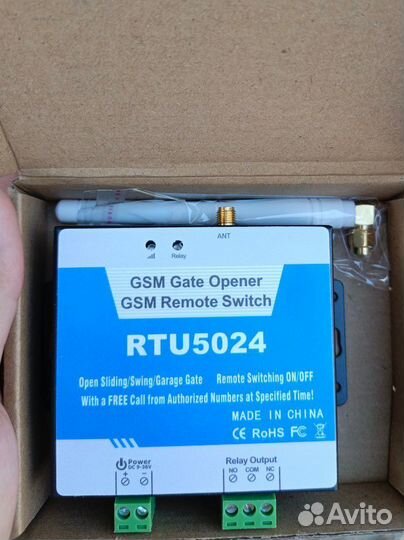 ANT
Relay
GSM Gate Opener
GSM Remote Switch
RTU5024
Open Sliding/Swing/Garage Gate Remote Switching ON/OFF
With a FREE Call from Authorized Numbers at Specified Time!
MADE IN CHINA
CE RoHS FC
Power
DC 9-36V
Relay Output
+ − NO COM NC
Avito